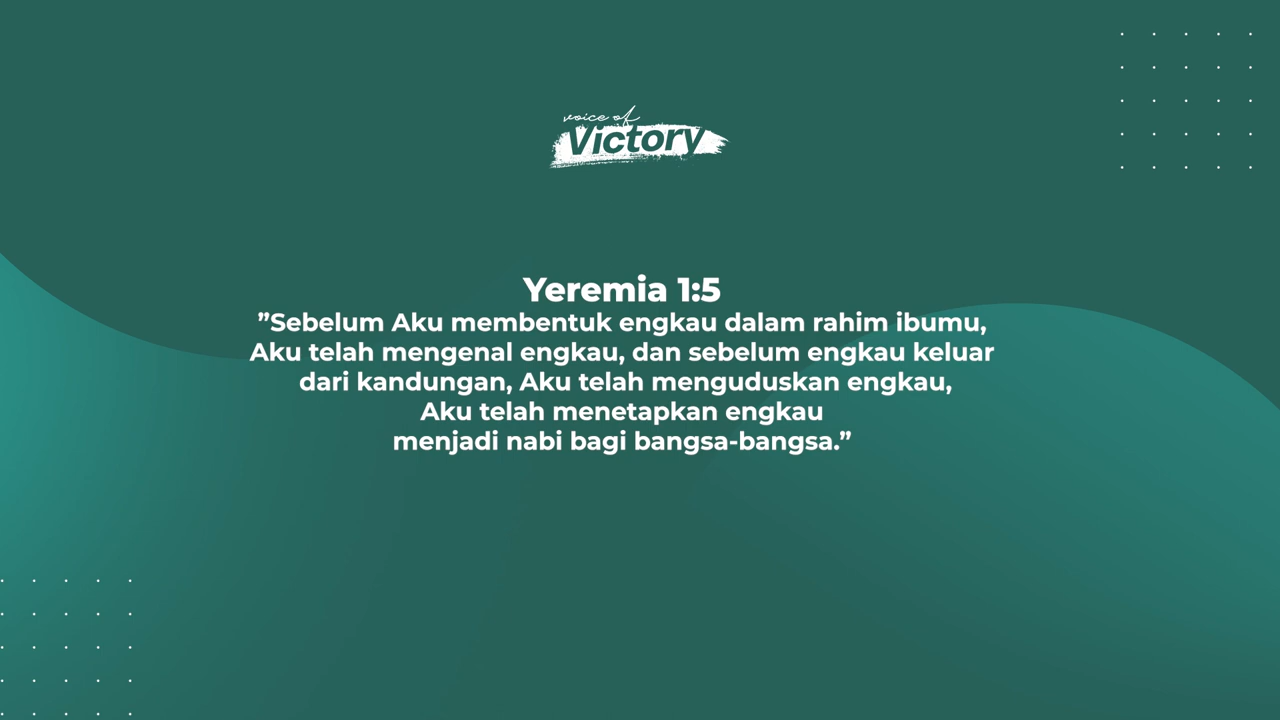 voice of
Victory
Yeremia 1:5
”Sebelum Aku membentuk engkau dalam rahim ibumu,
Aku telah mengenal engkau, dan sebelum engkau keluar
dari kandungan, Aku telah menguduskan engkau,
Aku telah menetapkan engkau
menjadi nabi bagi bangsa-bangsa.”